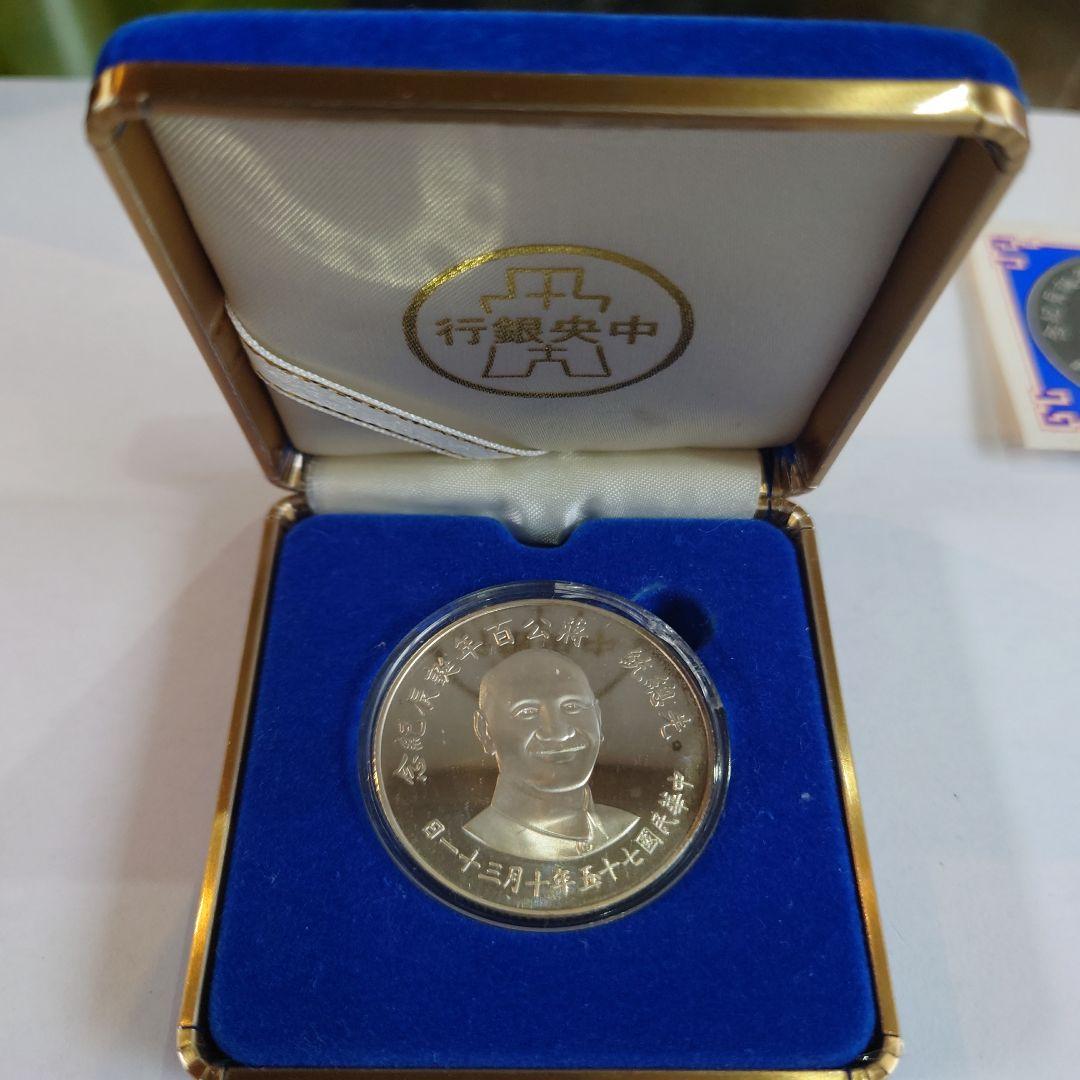 中央銀行
先總統 蔣公百年誕辰紀念
中華民國七十五年十月三十一日